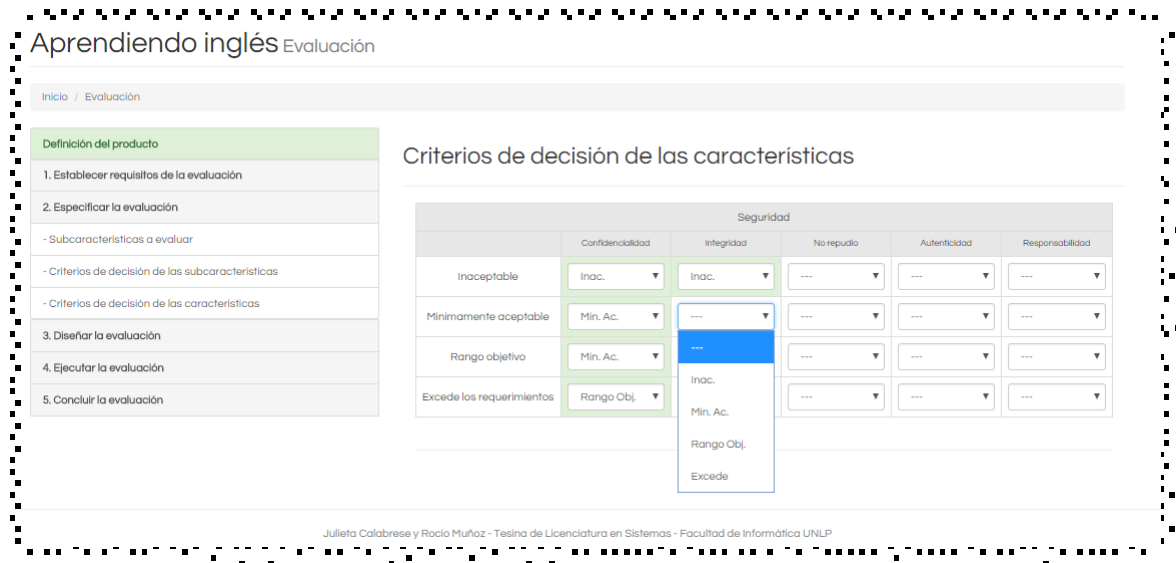 Aprendiendo inglés Evaluación
Inicio / Evaluación
Definición del producto
1. Establecer requisitos de la evaluación
2. Especificar la evaluación
- Subcaracterísticas a evaluar
- Criterios de decisión de las subcaracterísticas
- Criterios de decisión de las características
3. Diseñar la evaluación
4. Ejecutar la evaluación
5. Concluir la evaluación
Criterios de decisión de las características
Seguridad
Confidencialidad Integridad No repudio Autenticidad Responsabilidad
Inaceptable Inac. Inac. --- --- ---
Mínimamente aceptable Min. Ac. --- --- --- ---
Rango objetivo Min. Ac. --- --- --- ---
Excede los requerimientos Rango Obj. --- --- ---
Inac.
Min. Ac.
Rango Obj.
Excede
Julieta Calabrese y Rocío Muñoz - Tesina de Licenciatura en Sistemas - Facultad de Informática UNLP